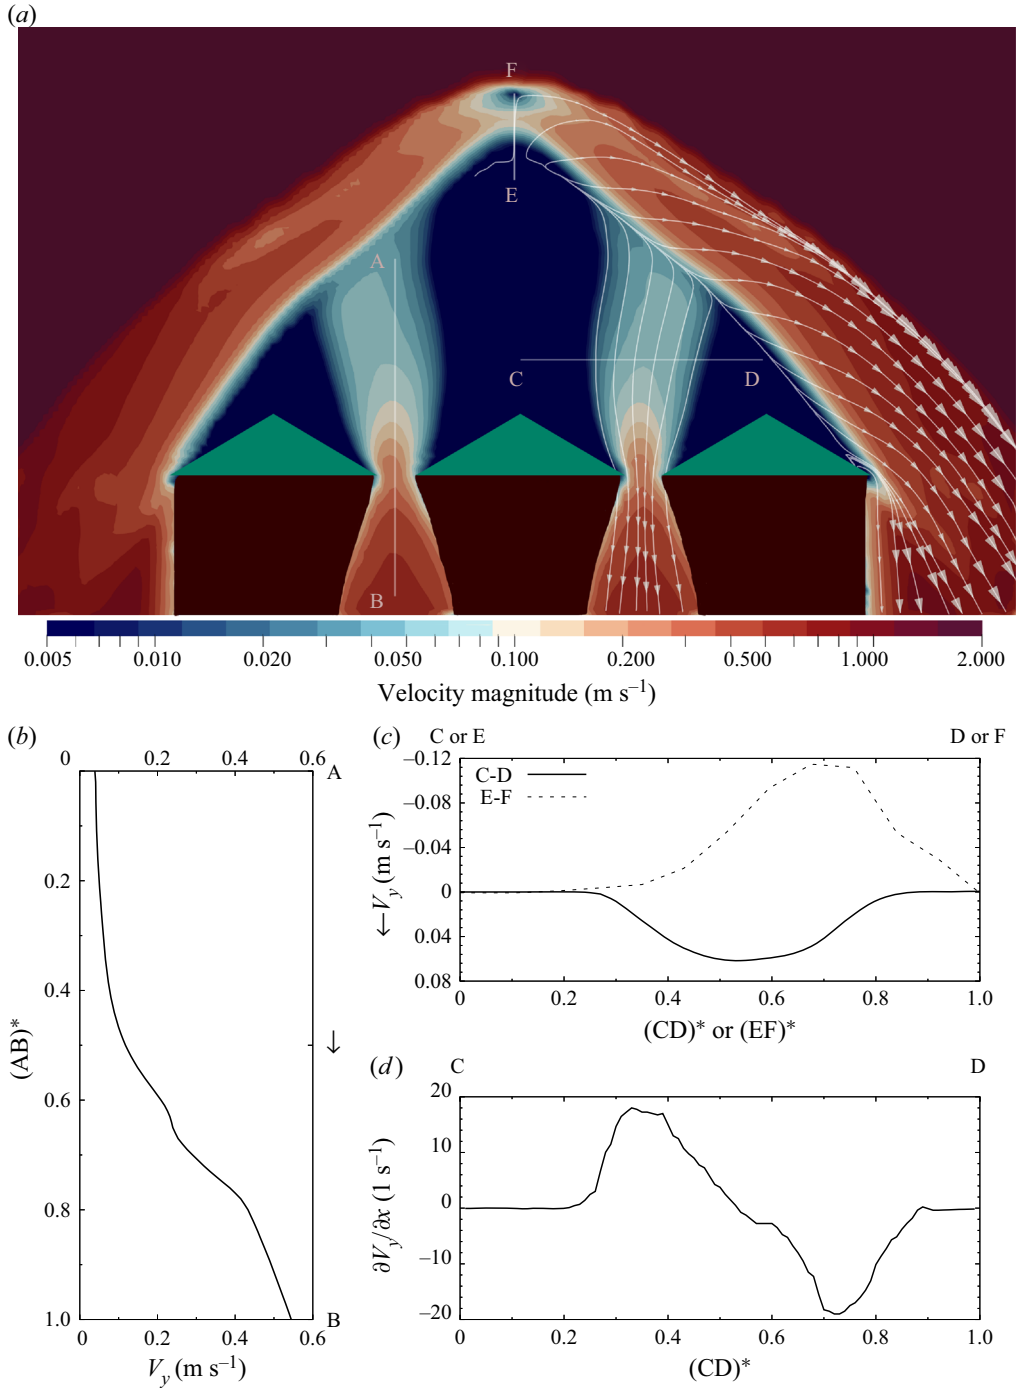 (a)
F
E
A
C
D
B
0.005 0.010 0.020 0.050 0.100 0.200 0.500 1.000 2.000
Velocity magnitude (m s–1)
(b)
0 0.2 0.4 0.6
A
0.2
0.4
0.6
0.8
1.0
(AB)*
↓
B
0 0.2 0.4 0.6
Vy (m s–1)
(c)
C or E
D or F
C-D
E-F
–0.12
–0.08
–0.04
0
0.04
0.08
←Vy (m s–1)
0 0.2 0.4 0.6 0.8 1.0
(CD)* or (EF)*
(d)
C
D
20
10
0
–10
–20
∂Vy/∂x (1 s–1)
0 0.2 0.4 0.6 0.8 1.0
(CD)*